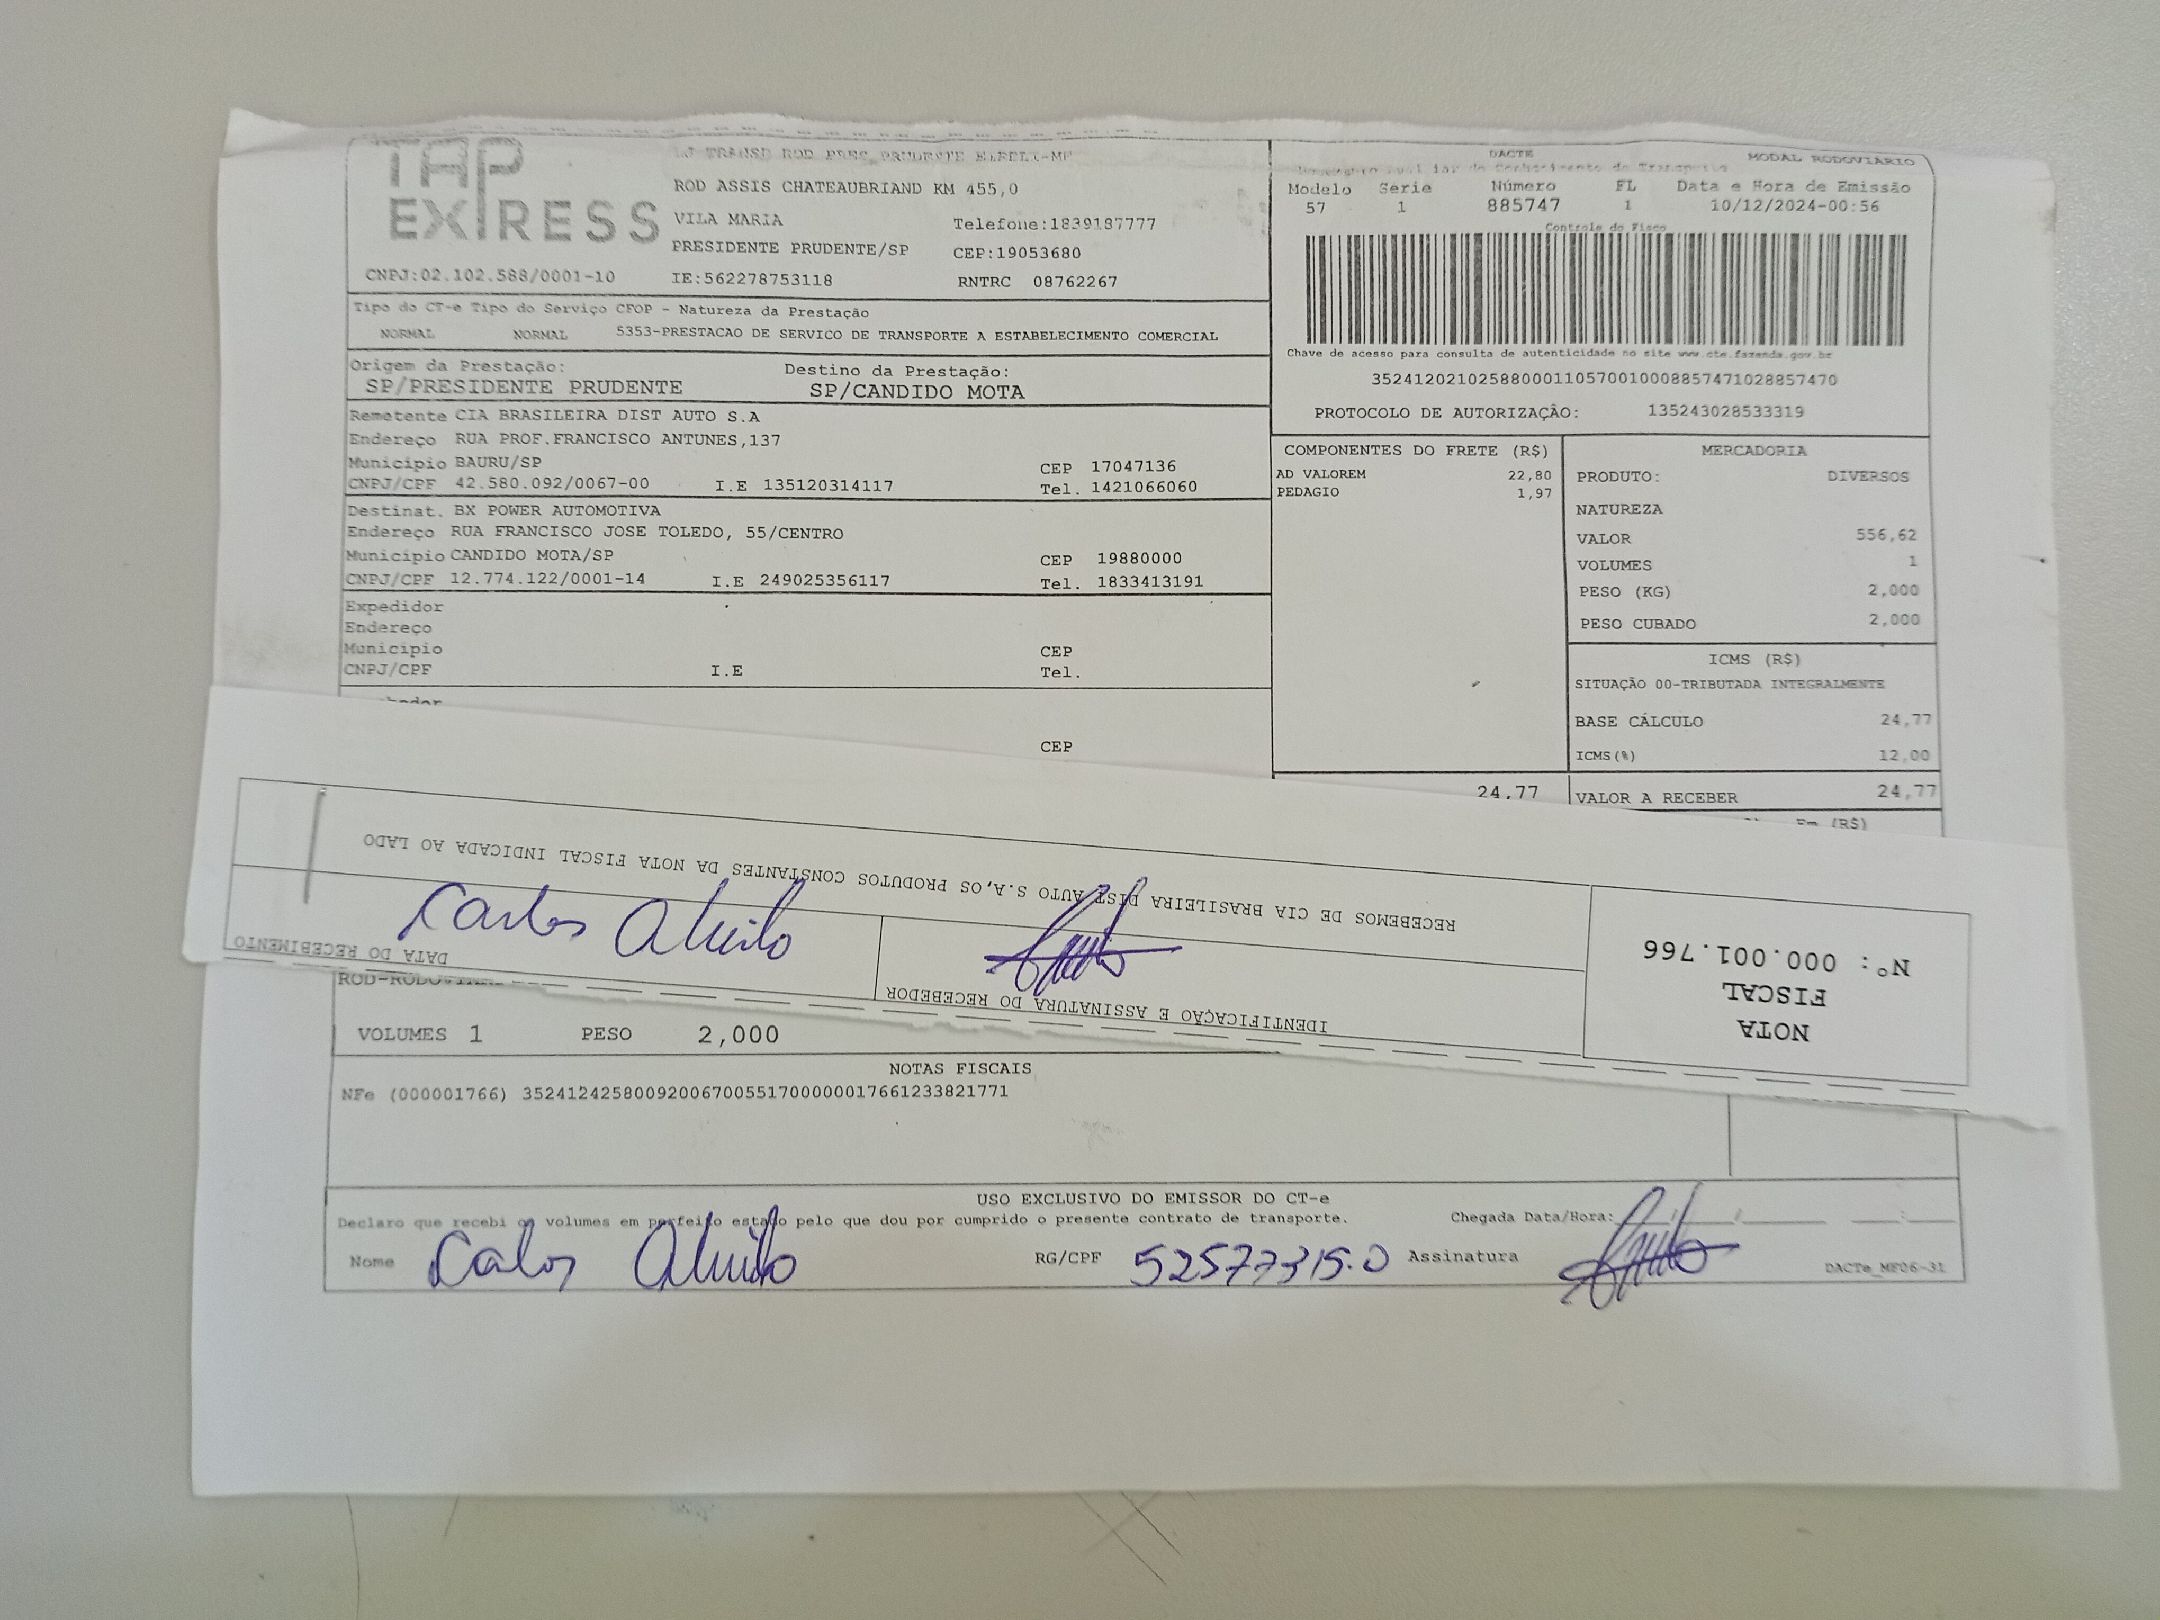 TAP
EXPRESS
ROD ASSIS CHATEAUBRIAND KM 455,0
VILA MARIA Telefone:1839187777
PRESIDENTE PRUDENTE/SP CEP:19053680
CNPJ:02.102.588/0001-10 IE:562278753118 RNTRC 08762267
DACTE MODAL RODOVIÁRIO
Modelo Série Número FL Data e Hora de Emissão
57 1 885747 1 10/12/2024-00:56
Controle do Fisco
Chave de acesso para consulta de autenticidade no site www.cte.fazenda.gov.br
35241202102588000110570010008857471028857470
PROTOCOLO DE AUTORIZAÇÃO: 135243028533319
Tipo do CT-e Tipo do Serviço CFOP - Natureza da Prestação
NORMAL NORMAL 5353-PRESTACAO DE SERVICO DE TRANSPORTE A ESTABELECIMENTO COMERCIAL
Origem da Prestação: Destino da Prestação:
SP/PRESIDENTE PRUDENTE SP/CANDIDO MOTA
Remetente CIA BRASILEIRA DIST AUTO S.A
Endereço RUA PROF.FRANCISCO ANTUNES,137
Município BAURU/SP CEP 17047136
CNPJ/CPF 42.580.092/0067-00 I.E 135120314117 Tel. 1421066060
Destinat. BX POWER AUTOMOTIVA
Endereço RUA FRANCISCO JOSE TOLEDO, 55/CENTRO
Município CANDIDO MOTA/SP CEP 19880000
CNPJ/CPF 12.774.122/0001-14 I.E 249025356117 Tel. 1833413191
Expedidor
Endereço
Município CEP
CNPJ/CPF I.E Tel.
CEP
COMPONENTES DO FRETE (R$)
AD VALOREM 22,80
PEDAGIO 1,97
24,77
MERCADORIA
PRODUTO: DIVERSOS
NATUREZA
VALOR 556,62
VOLUMES 1
PESO (KG) 2,000
PESO CUBADO 2,000
ICMS (R$)
SITUAÇÃO 00-TRIBUTADA INTEGRALMENTE
BASE CÁLCULO 24,77
ICMS(%) 12,00
VALOR A RECEBER 24,77
RECEBEMOS DE CIA BRASILEIRA DIST AUTO S.A,OS PRODUTOS CONSTANTES DA NOTA FISCAL INDICADA AO LADO
DATA DO RECEBIMENTO
IDENTIFICAÇÃO E ASSINATURA DO RECEBEDOR
NOTA
FISCAL
Nº: 000.001.766
Carlos
VOLUMES 1 PESO 2,000
NOTAS FISCAIS
NFe (000001766) 35241242580092006700551700000017661233821771
USO EXCLUSIVO DO EMISSOR DO CT-e
Declaro que recebi os volumes em perfeito estado pelo que dou por cumprido o presente contrato de transporte. Chegada Data/Hora:
Nome Calos RG/CPF 52577315-0 Assinatura
DACTe_MF06-31